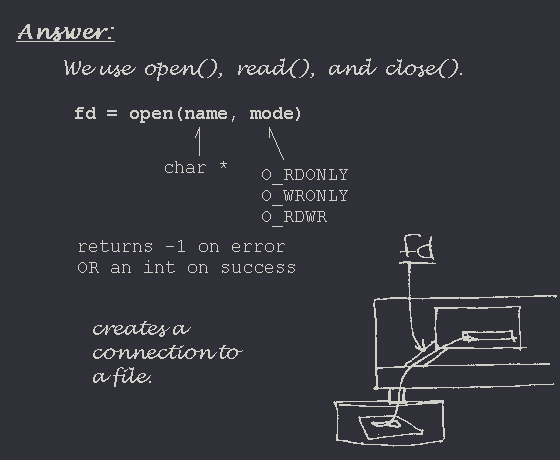 Answer:
We use open(), read(), and close().
fd = open(name, mode)
char *
O_RDONLY
O_WRONLY
O_RDWR
returns -1 on error
OR an int on success
fd
creates a
connection to
a file.